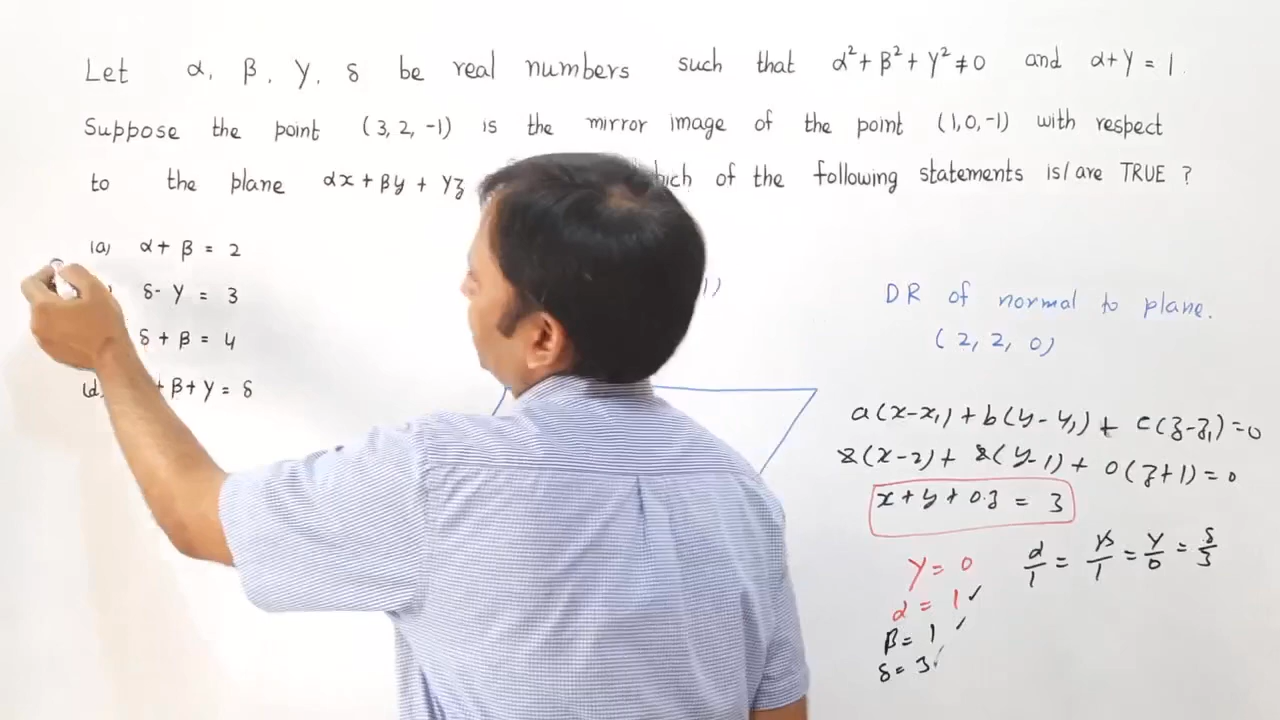 Let α, β, γ, δ be real numbers such that α² + β² + γ² ≠ 0 and α + γ = 1.
Suppose the point (3, 2, -1) is the mirror image of the point (1, 0, -1) with respect
to the plane αx + βy + γz of the following statements is/are TRUE ?
(a) α + β = 2
δ - γ = 3
δ + β = 4
(d) + β + γ = δ
1)
DR of normal to plane.
(2, 2, 0)
a(x-x₁) + b(y-y₁) + c(z-z₁) = 0
2(x-2) + 2(y-1) + 0(z+1) = 0
x + y + 0.z = 3
γ = 0
α = 1 ✓
β = 1 ✓
δ = 3 ✓
α/1 = /1 = γ/0 = δ/3